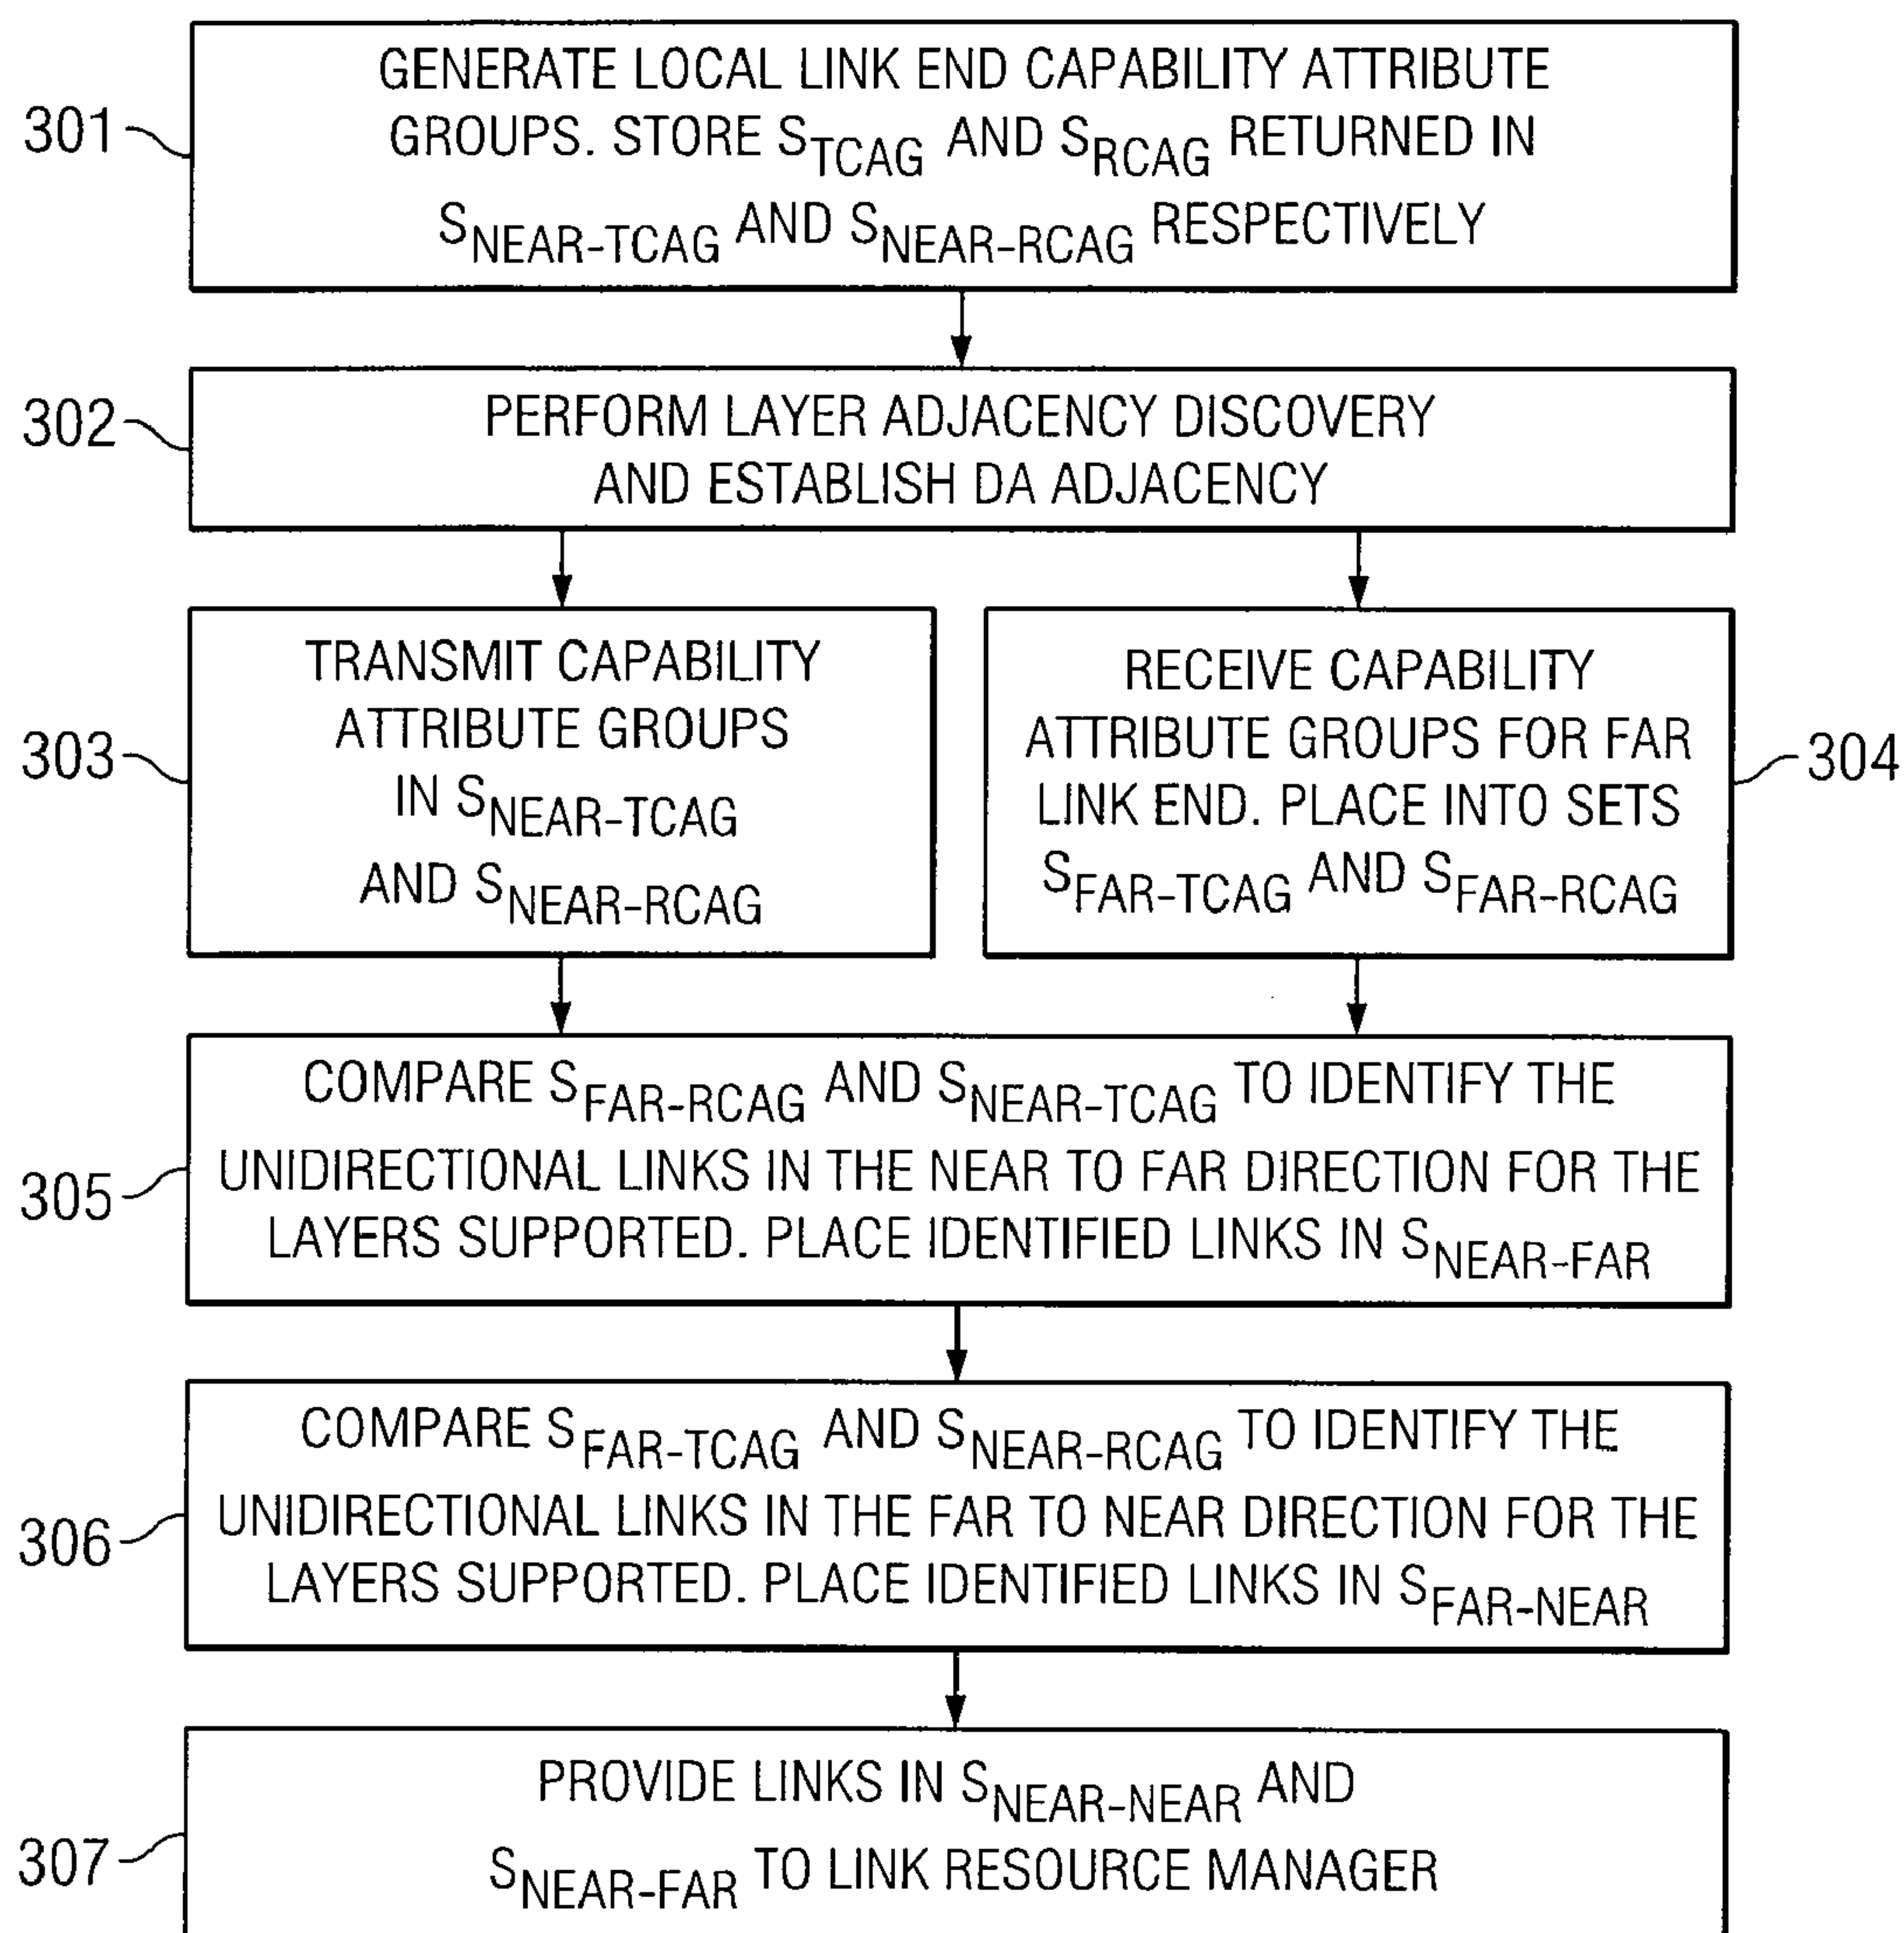 301
GENERATE LOCAL LINK END CAPABILITY ATTRIBUTE
GROUPS. STORE STCAG AND SRCAG RETURNED IN
SNEAR-TCAG AND SNEAR-RCAG RESPECTIVELY
302
PERFORM LAYER ADJACENCY DISCOVERY
AND ESTABLISH DA ADJACENCY
303
TRANSMIT CAPABILITY
ATTRIBUTE GROUPS
IN SNEAR-TCAG
AND SNEAR-RCAG
RECEIVE CAPABILITY
ATTRIBUTE GROUPS FOR FAR
LINK END. PLACE INTO SETS
SFAR-TCAG AND SFAR-RCAG
304
305
COMPARE SFAR-RCAG AND SNEAR-TCAG TO IDENTIFY THE
UNIDIRECTIONAL LINKS IN THE NEAR TO FAR DIRECTION FOR THE
LAYERS SUPPORTED. PLACE IDENTIFIED LINKS IN SNEAR-FAR
306
COMPARE SFAR-TCAG AND SNEAR-RCAG TO IDENTIFY THE
UNIDIRECTIONAL LINKS IN THE FAR TO NEAR DIRECTION FOR THE
LAYERS SUPPORTED. PLACE IDENTIFIED LINKS IN SFAR-NEAR
307
PROVIDE LINKS IN SNEAR-NEAR AND
SNEAR-FAR TO LINK RESOURCE MANAGER